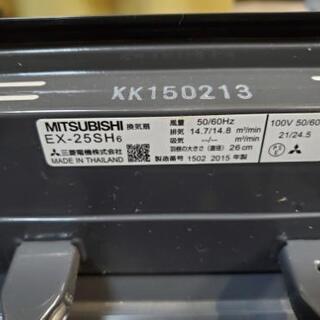 KK150213
MITSUBISHI 換気扇
EX-25SH6
三菱電機株式会社
MADE IN THAILAND
風量 50/60Hz
排気 14.7/14.8 m³/min
吸気 --/-- m³/min
羽根の大きさ(直径) 26 cm
製造番号 1502 2015 年製
100V 50/60
21/24.5